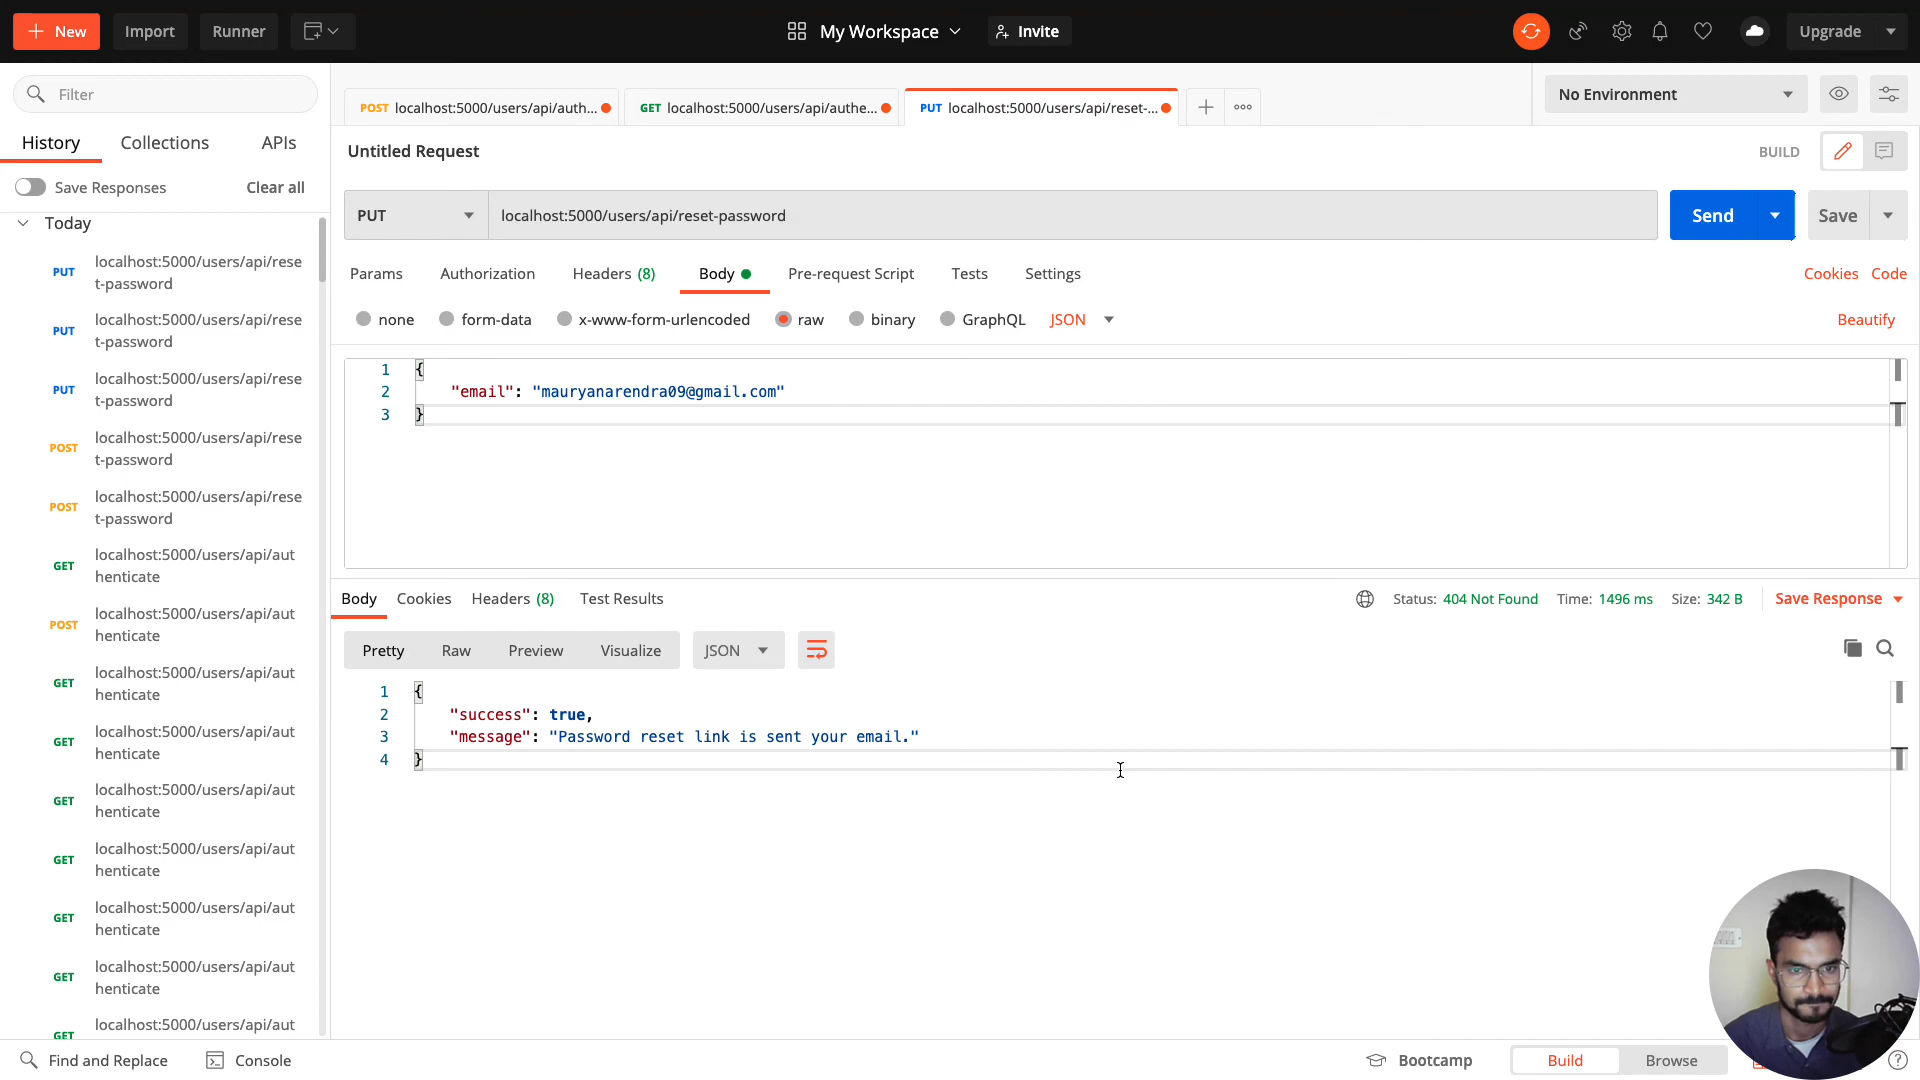 New
Import
Runner
My Workspace
Invite
Upgrade
Filter
History
Collections
APIs
Save Responses
Clear all
Today
PUT localhost:5000/users/api/rese
t-password
PUT localhost:5000/users/api/rese
t-password
PUT localhost:5000/users/api/rese
t-password
POST localhost:5000/users/api/rese
t-password
POST localhost:5000/users/api/rese
t-password
GET localhost:5000/users/api/aut
henticate
POST localhost:5000/users/api/aut
henticate
GET localhost:5000/users/api/aut
henticate
GET localhost:5000/users/api/aut
henticate
GET localhost:5000/users/api/aut
henticate
GET localhost:5000/users/api/aut
henticate
GET localhost:5000/users/api/aut
henticate
GET localhost:5000/users/api/aut
henticate
GET localhost:5000/users/api/aut
POST localhost:5000/users/api/auth...
GET localhost:5000/users/api/authe...
PUT localhost:5000/users/api/reset-...
No Environment
Untitled Request
BUILD
PUT localhost:5000/users/api/reset-password
Send
Save
Params Authorization Headers (8) Body Pre-request Script Tests Settings
Cookies Code
none form-data x-www-form-urlencoded raw binary GraphQL JSON
Beautify
1 {
2 "email": "mauryanarendra09@gmail.com"
3 }
Body Cookies Headers (8) Test Results
Status: 404 Not Found Time: 1496 ms Size: 342 B Save Response
Pretty Raw Preview Visualize JSON
1 {
2 "success": true,
3 "message": "Password reset link is sent your email."
4 }
Find and Replace
Console
Bootcamp
Build
Browse
?